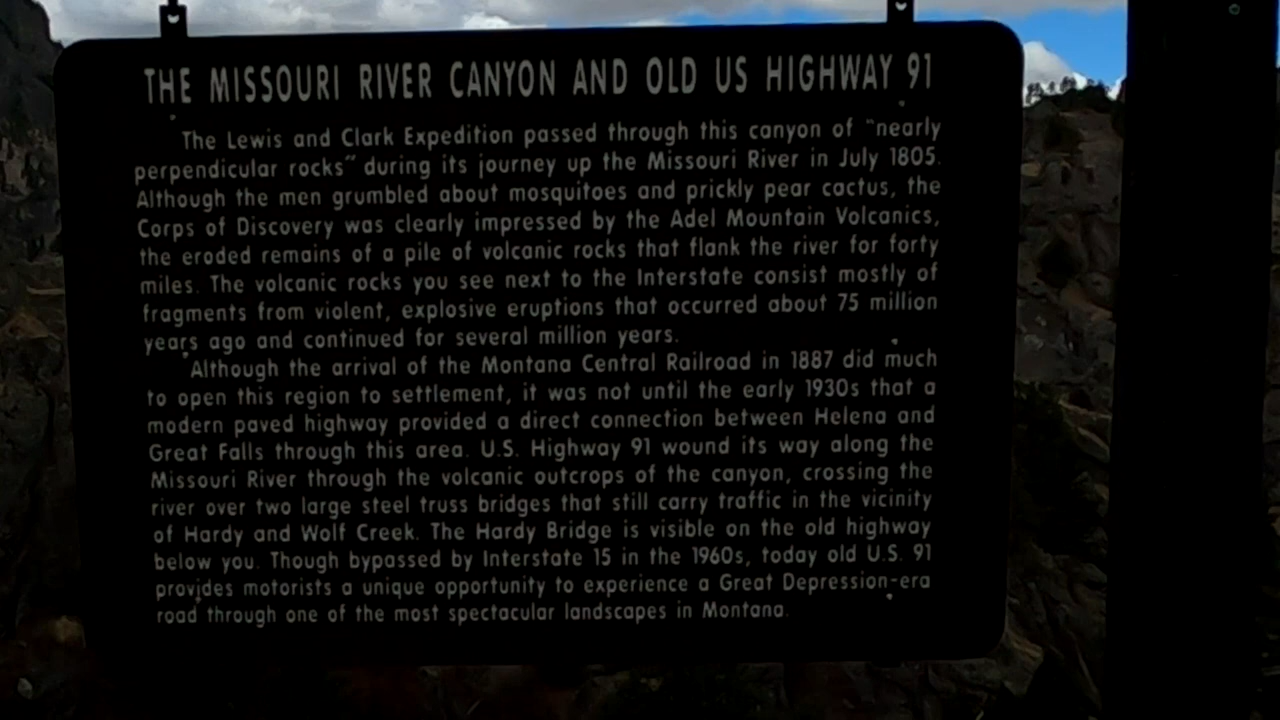 THE MISSOURI RIVER CANYON AND OLD US HIGHWAY 91
The Lewis and Clark Expedition passed through this canyon of "nearly
perpendicular rocks" during its journey up the Missouri River in July 1805.
Although the men grumbled about mosquitoes and prickly pear cactus, the
Corps of Discovery was clearly impressed by the Adel Mountain Volcanics,
the eroded remains of a pile of volcanic rocks that flank the river for forty
miles. The volcanic rocks you see next to the Interstate consist mostly of
fragments from violent, explosive eruptions that occurred about 75 million
years ago and continued for several million years.
Although the arrival of the Montana Central Railroad in 1887 did much
to open this region to settlement, it was not until the early 1930s that a
modern paved highway provided a direct connection between Helena and
Great Falls through this area. U.S. Highway 91 wound its way along the
Missouri River through the volcanic outcrops of the canyon, crossing the
river over two large steel truss bridges that still carry traffic in the vicinity
of Hardy and Wolf Creek. The Hardy Bridge is visible on the old highway
below you. Though bypassed by Interstate 15 in the 1960s, today old U.S. 91
provides motorists a unique opportunity to experience a Great Depression-era
road through one of the most spectacular landscapes in Montana.